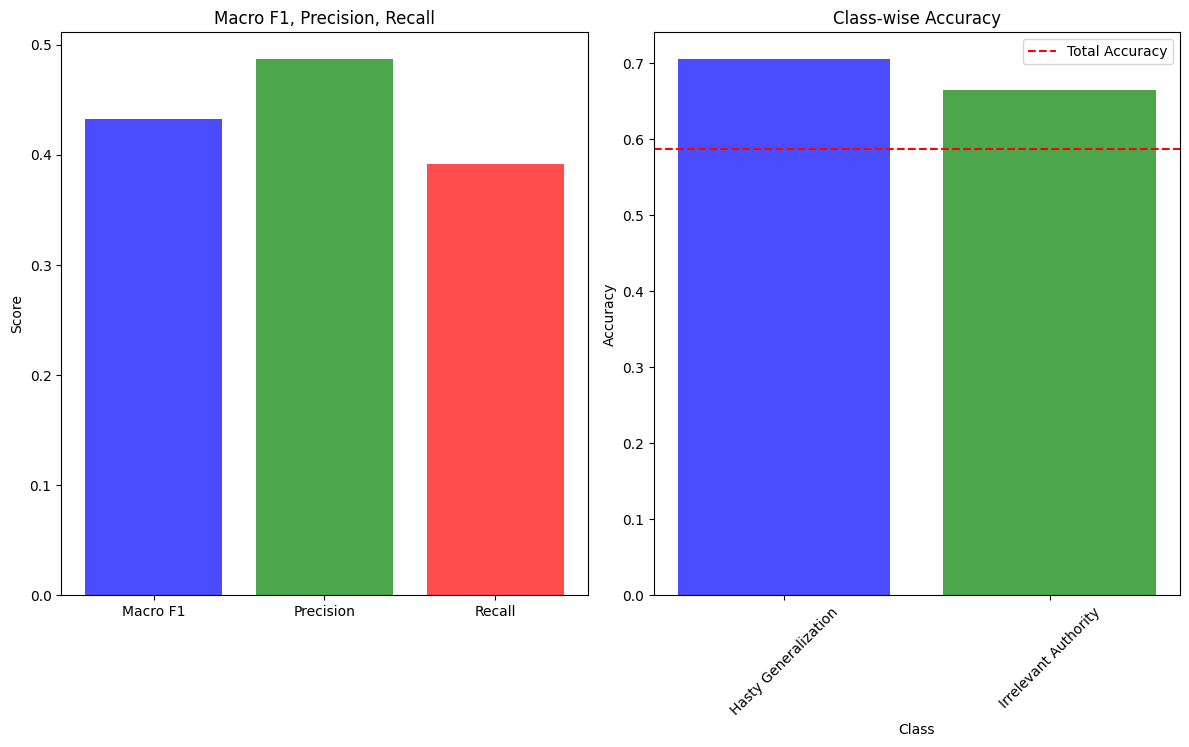 Macro F1, Precision, Recall
Score
0.5
0.4
0.3
0.2
0.1
0.0
Macro F1
Precision
Recall
Class-wise Accuracy
Total Accuracy
Accuracy
0.7
0.6
0.5
0.4
0.3
0.2
0.1
0.0
Hasty Generalization
Irrelevant Authority
Class